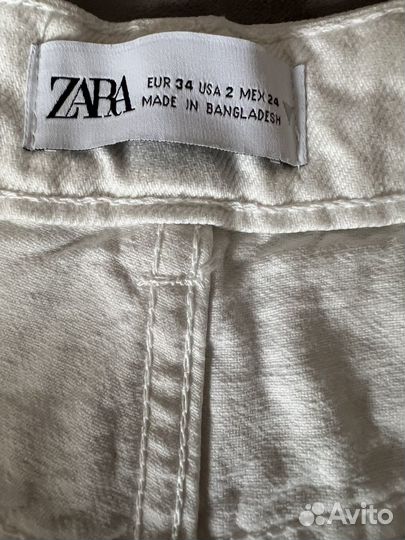 ZARA
EUR 34 USA 2 MEX 24
MADE IN BANGLADESH
Avito